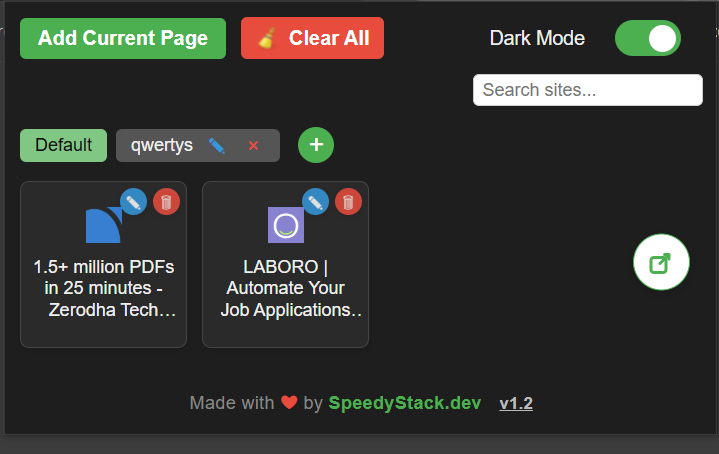 Add Current Page
Clear All
Dark Mode
Search sites...
Default
qwertys
1.5+ million PDFs
in 25 minutes -
Zerodha Tech…
LABORO |
Automate Your
Job Applications…
Made with ❤️ by SpeedyStack.dev v1.2